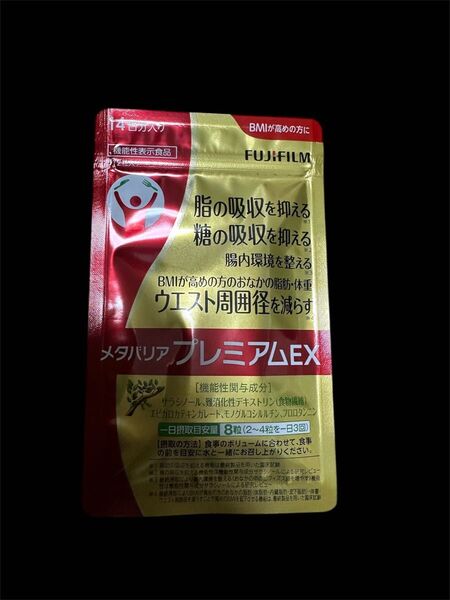 14回分入り
BMIが高めの方に
機能性表示食品
FUJIFILM
脂の吸収を抑える
糖の吸収を抑える
腸内環境を整える
BMIが高めの方のおなかの脂肪・体重
ウエスト周囲径を減らす
メタバリア プレミアムEX
[機能性関与成分]
サラシノール、難消化性デキストリン(食物繊維)
エピガロカテキンガレート、モノグルコシルルチン、フロロタンニン
一日摂取目安量 8粒(2〜4粒を一日3回)
[摂取の方法] 食事のボリュームに合わせて、食事
の前を目安に水と一緒にお召し上がりください。